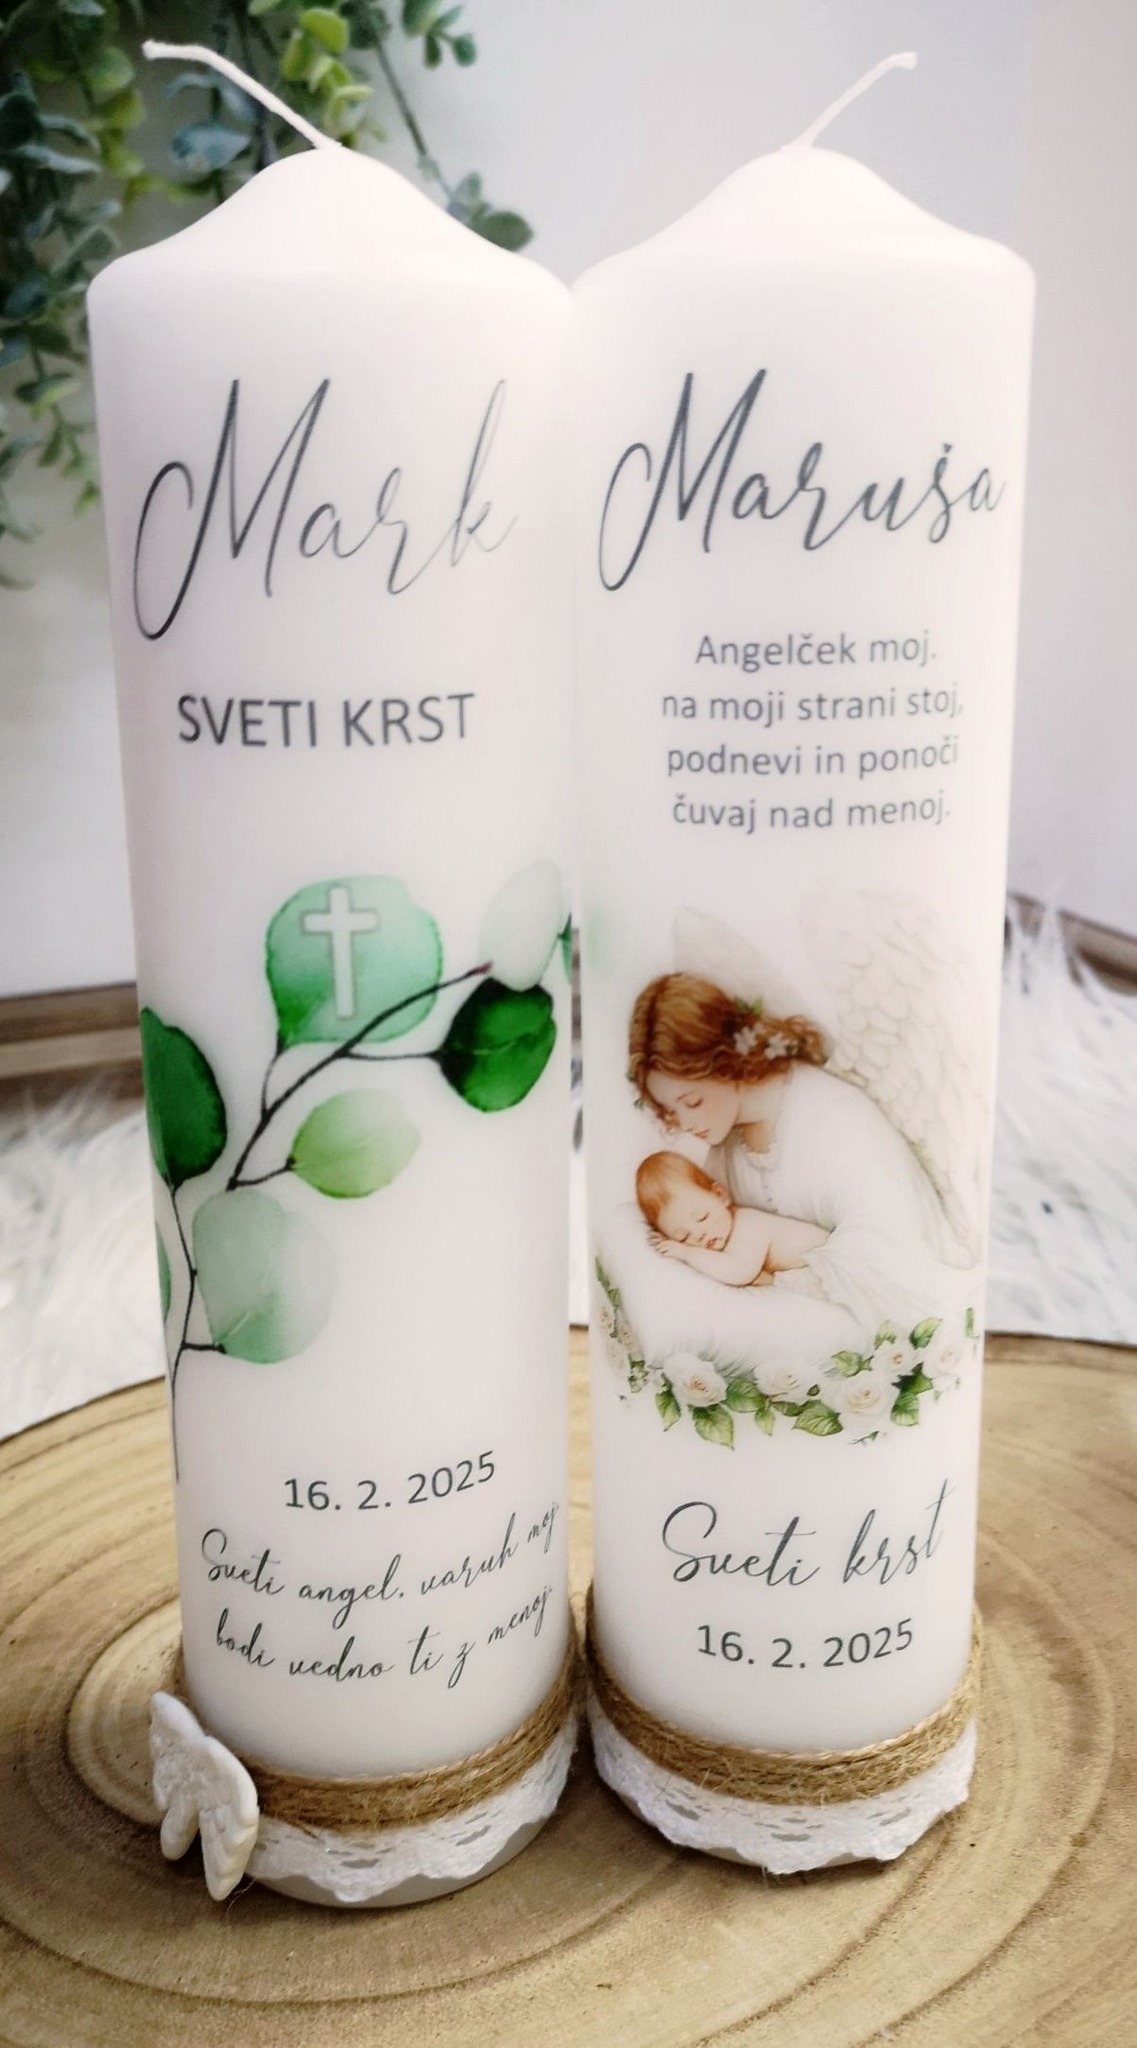 Mark
SVETI KRST
16. 2. 2025
Sveti angel. varuh moj.
bodi vedno ti z menoj.
Maruša
Angelček moj.
na moji strani stoj,
podnevi in ponoči
čuvaj nad menoj.
Sveti krst
16. 2. 2025